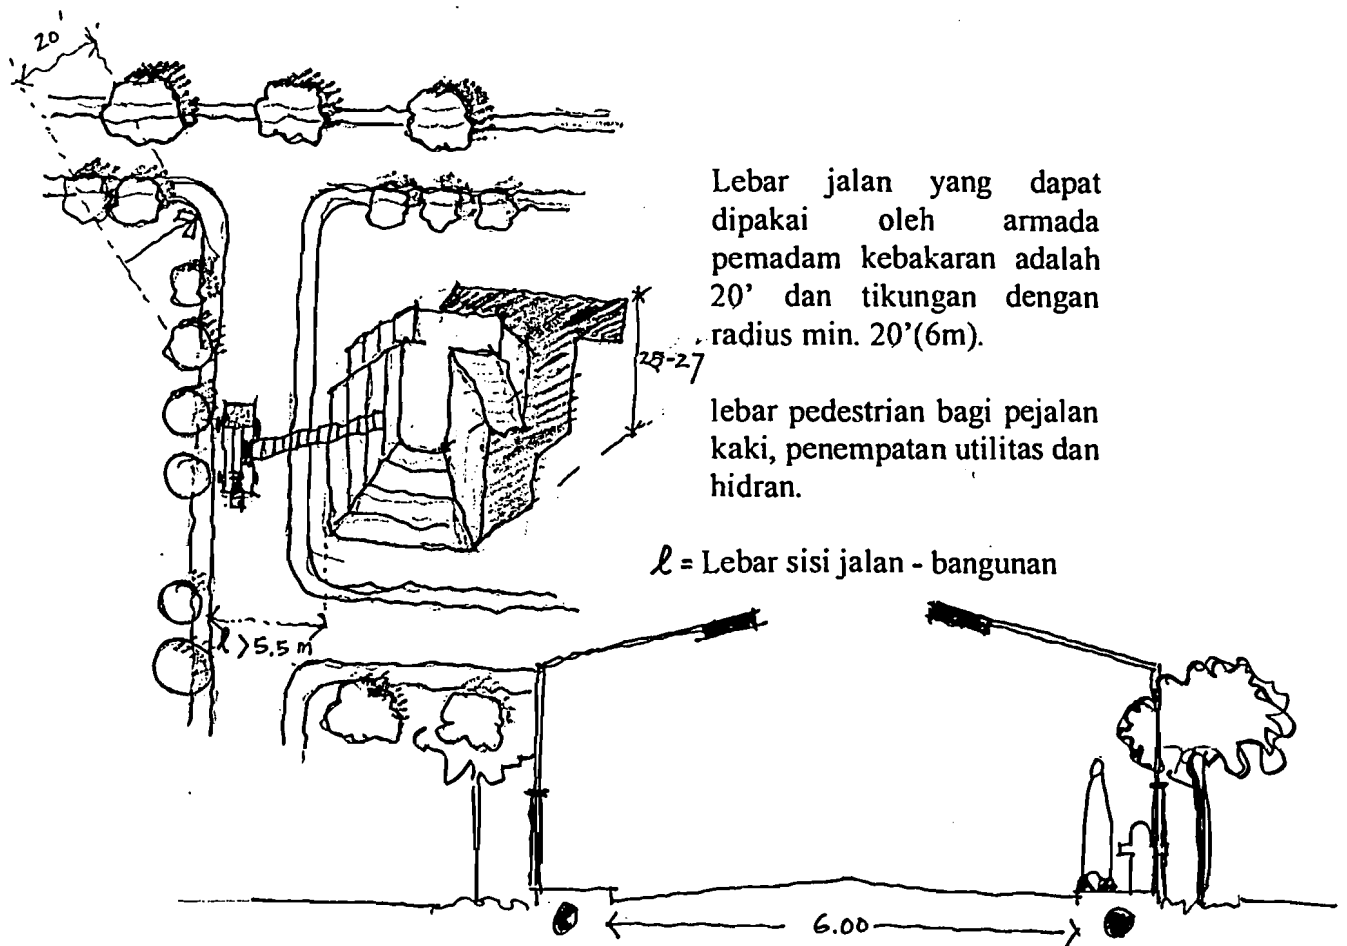 20'
Lebar jalan yang dapat
dipakai oleh armada
pemadam kebakaran adalah
20’ dan tikungan dengan
radius min. 20’(6m).
25-27
lebar pedestrian bagi pejalan
kaki, penempatan utilitas dan
hidran.
ℓ = Lebar sisi jalan - bangunan
ℓ > 5.5 m
6.00